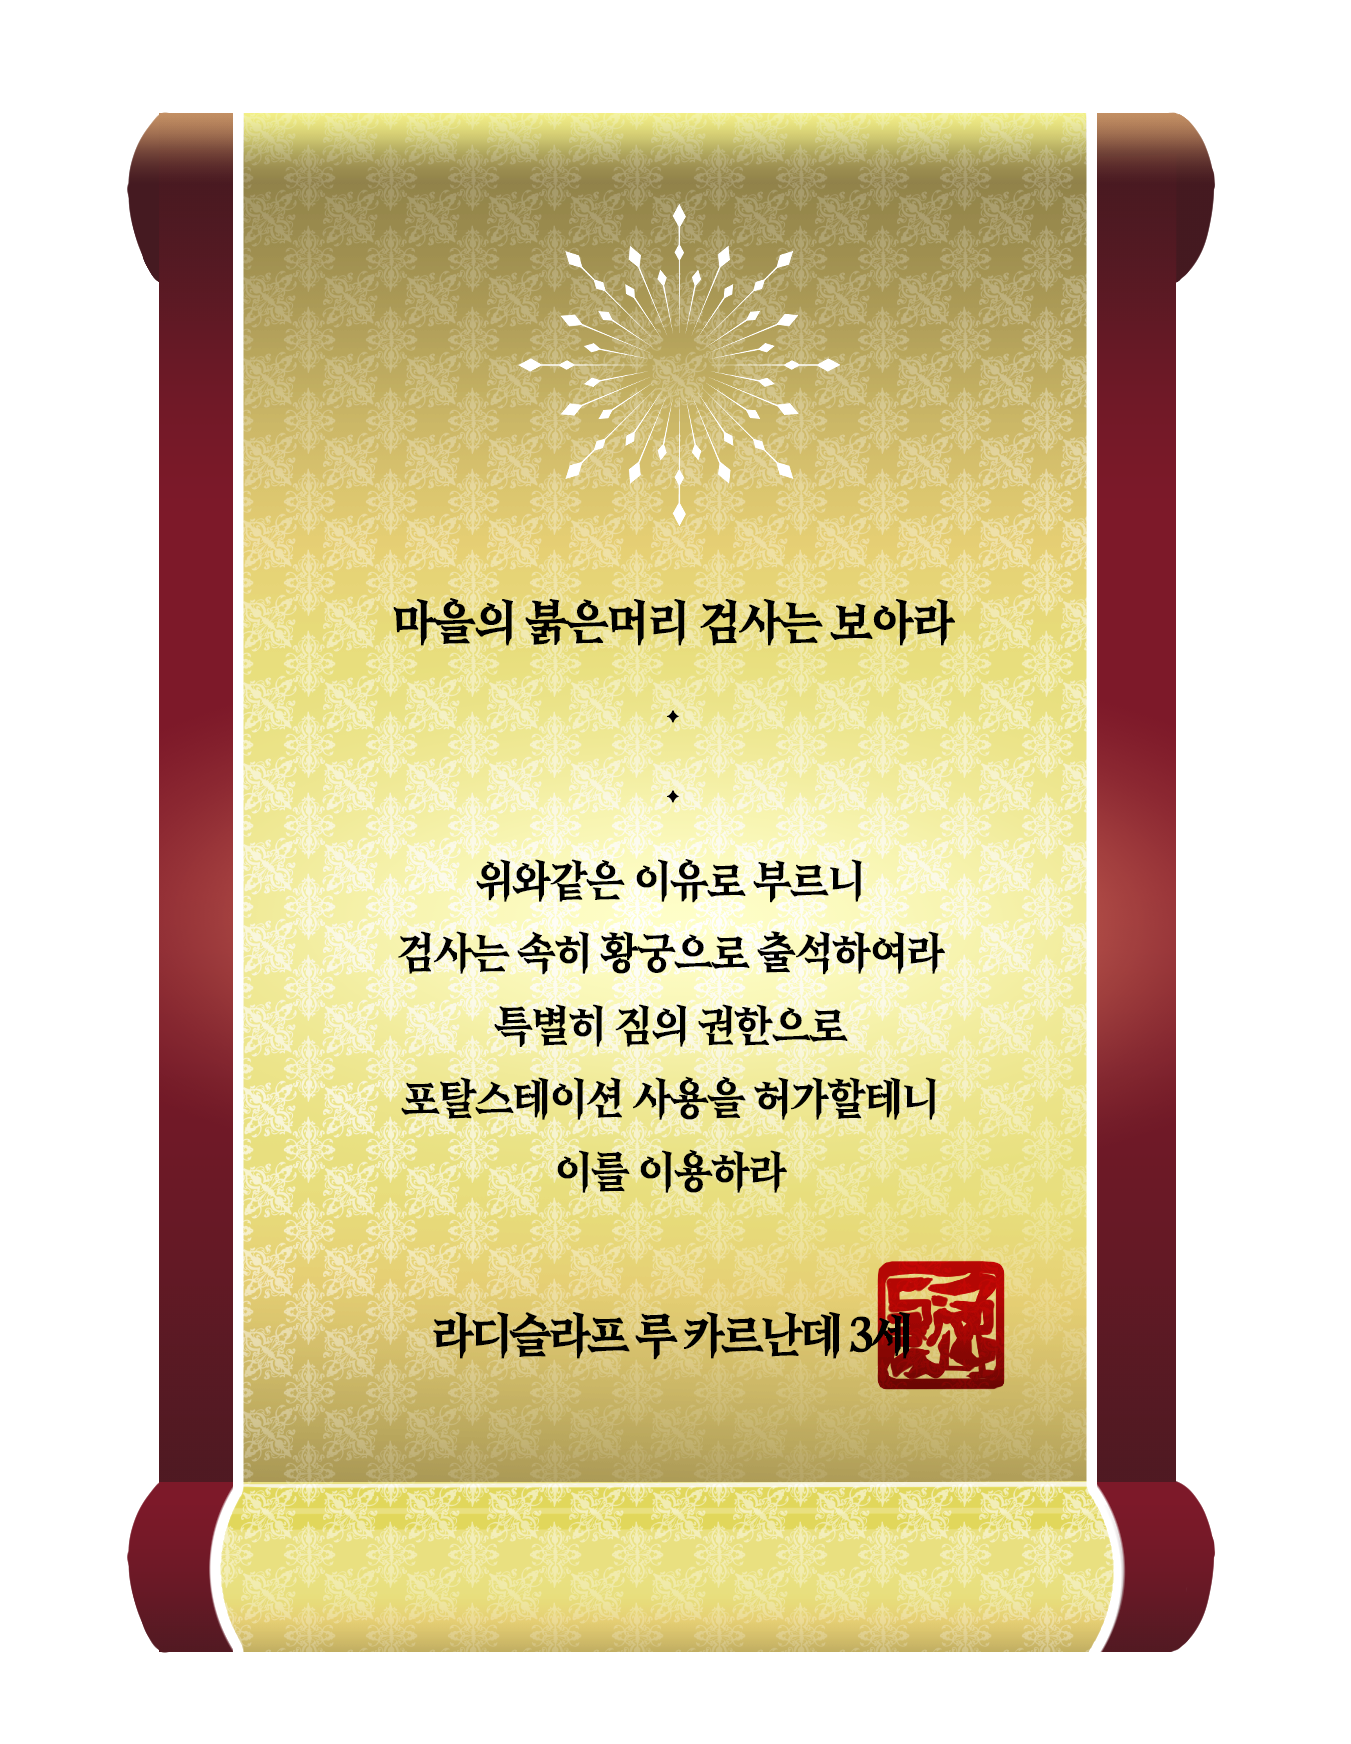 마을의 붉은머리 검사는 보아라
위와같은 이유로 부르니
검사는 속히 황궁으로 출석하여라
특별히 짐의 권한으로
포탈스테이션 사용을 허가할테니
이를 이용하라
라디슬라프 루 카르난데 3세